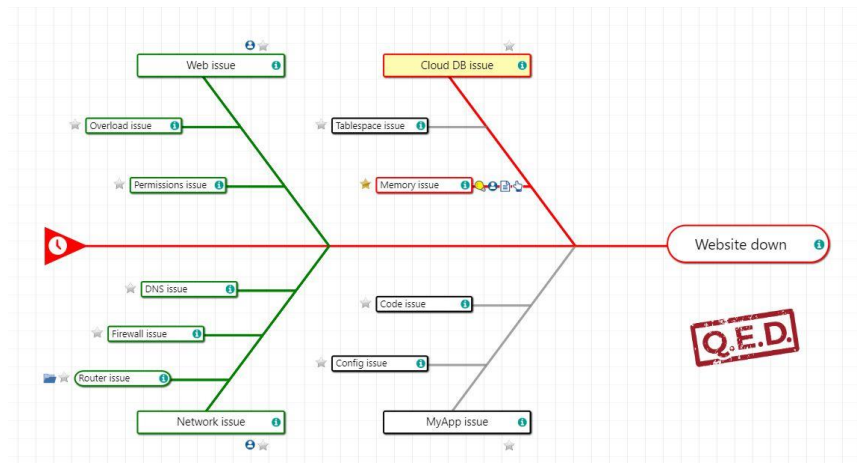 Web issue
Cloud DB issue
Overload issue
Tablespace issue
Permissions issue
Memory issue
Website down
DNS issue
Code issue
Firewall issue
Q.E.D.
Config issue
Router issue
Network issue
MyApp issue